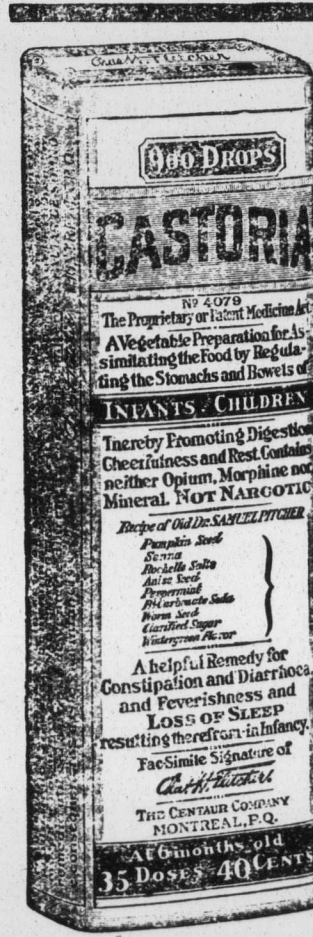 Chas. H. Fletcher
900 DROPS
CASTORIA
No 4079
The Proprietary or Patent Medicine Act
A Vegetable Preparation for As-
similating the Food by Regula-
ting the Stomachs and Bowels of
INFANTS CHILDREN
Thereby Promoting Digestion
Cheerfulness and Rest. Contains
neither Opium, Morphine nor
Mineral. NOT NARCOTIC
Recipe of Old Dr. SAMUEL PITCHER
Pumpkin Seed
Senna
Rochelle Salts
Anise Seed
Peppermint
Bi Carbonate Soda
Worm Seed
Clarified Sugar
Wintergreen Flavor
A helpful Remedy for
Constipation and Diarrhoea
and Feverishness and
LOSS OF SLEEP
resulting therefrom in Infancy.
Fac-Simile Signature of
Chas. H. Fletcher.
THE CENTAUR COMPANY
MONTREAL, P.Q.
At 6 months old
35 DOSES 40 CENTS